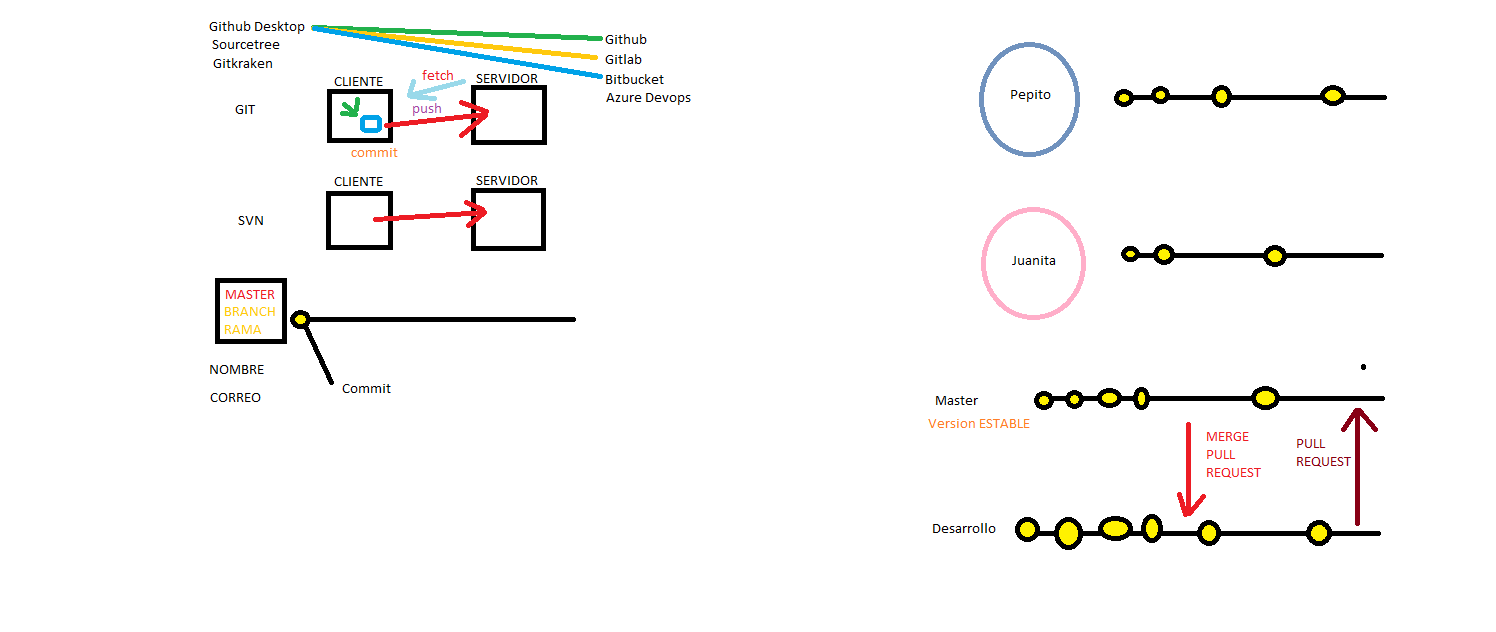 Github Desktop
Sourcetree
Gitkraken
Github
Gitlab
Bitbucket
Azure Devops
CLIENTE
fetch
SERVIDOR
GIT
push
commit
CLIENTE
SERVIDOR
SVN
MASTER
BRANCH
RAMA
NOMBRE
CORREO
Commit
Pepito
Juanita
Master
Version ESTABLE
MERGE
PULL
REQUEST
PULL
REQUEST
Desarrollo